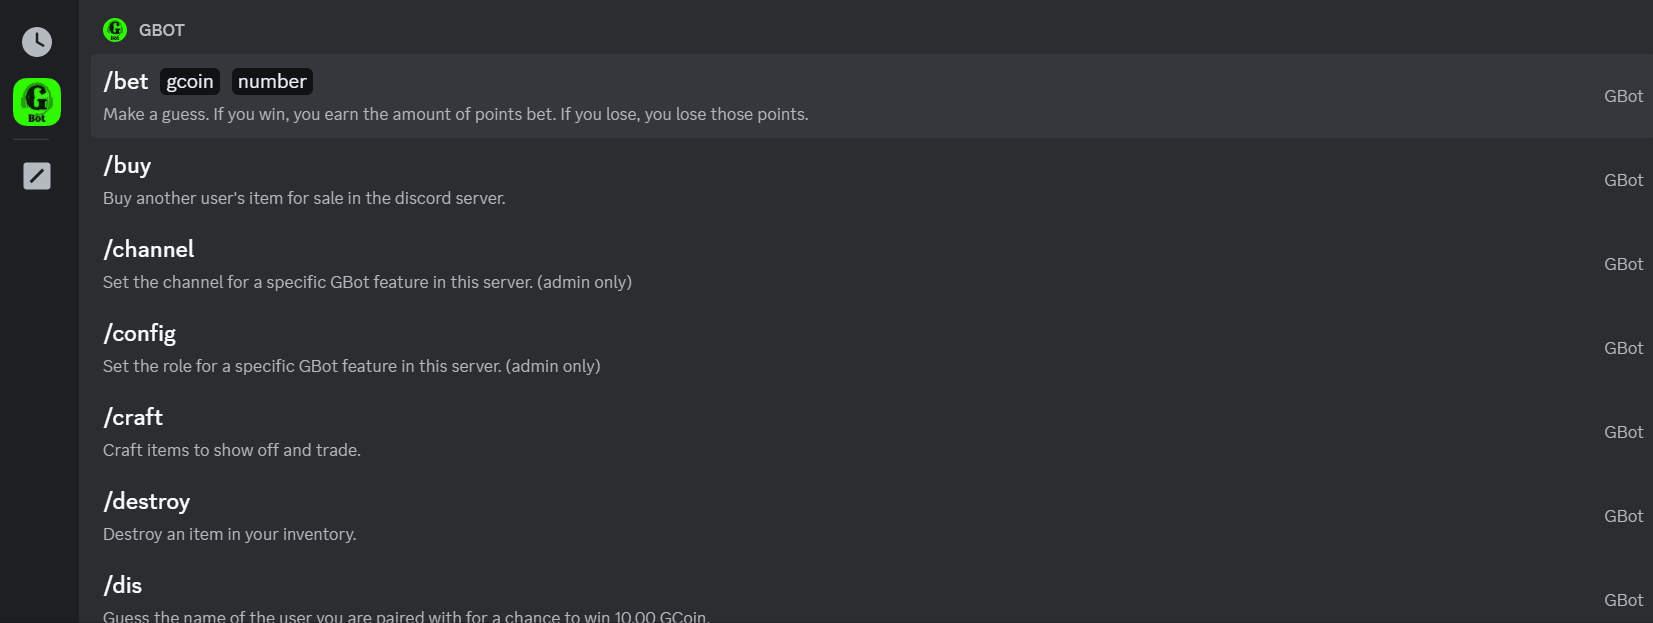 GBOT
/bet gcoin number
Make a guess. If you win, you earn the amount of points bet. If you lose, you lose those points.
GBot
/buy
Buy another user's item for sale in the discord server.
GBot
/channel
Set the channel for a specific GBot feature in this server. (admin only)
GBot
/config
Set the role for a specific GBot feature in this server. (admin only)
GBot
/craft
Craft items to show off and trade.
GBot
/destroy
Destroy an item in your inventory.
GBot
/dis
Guess the name of the user you are paired with for a chance to win 10.00 GCoin.
GBot
G
Bot